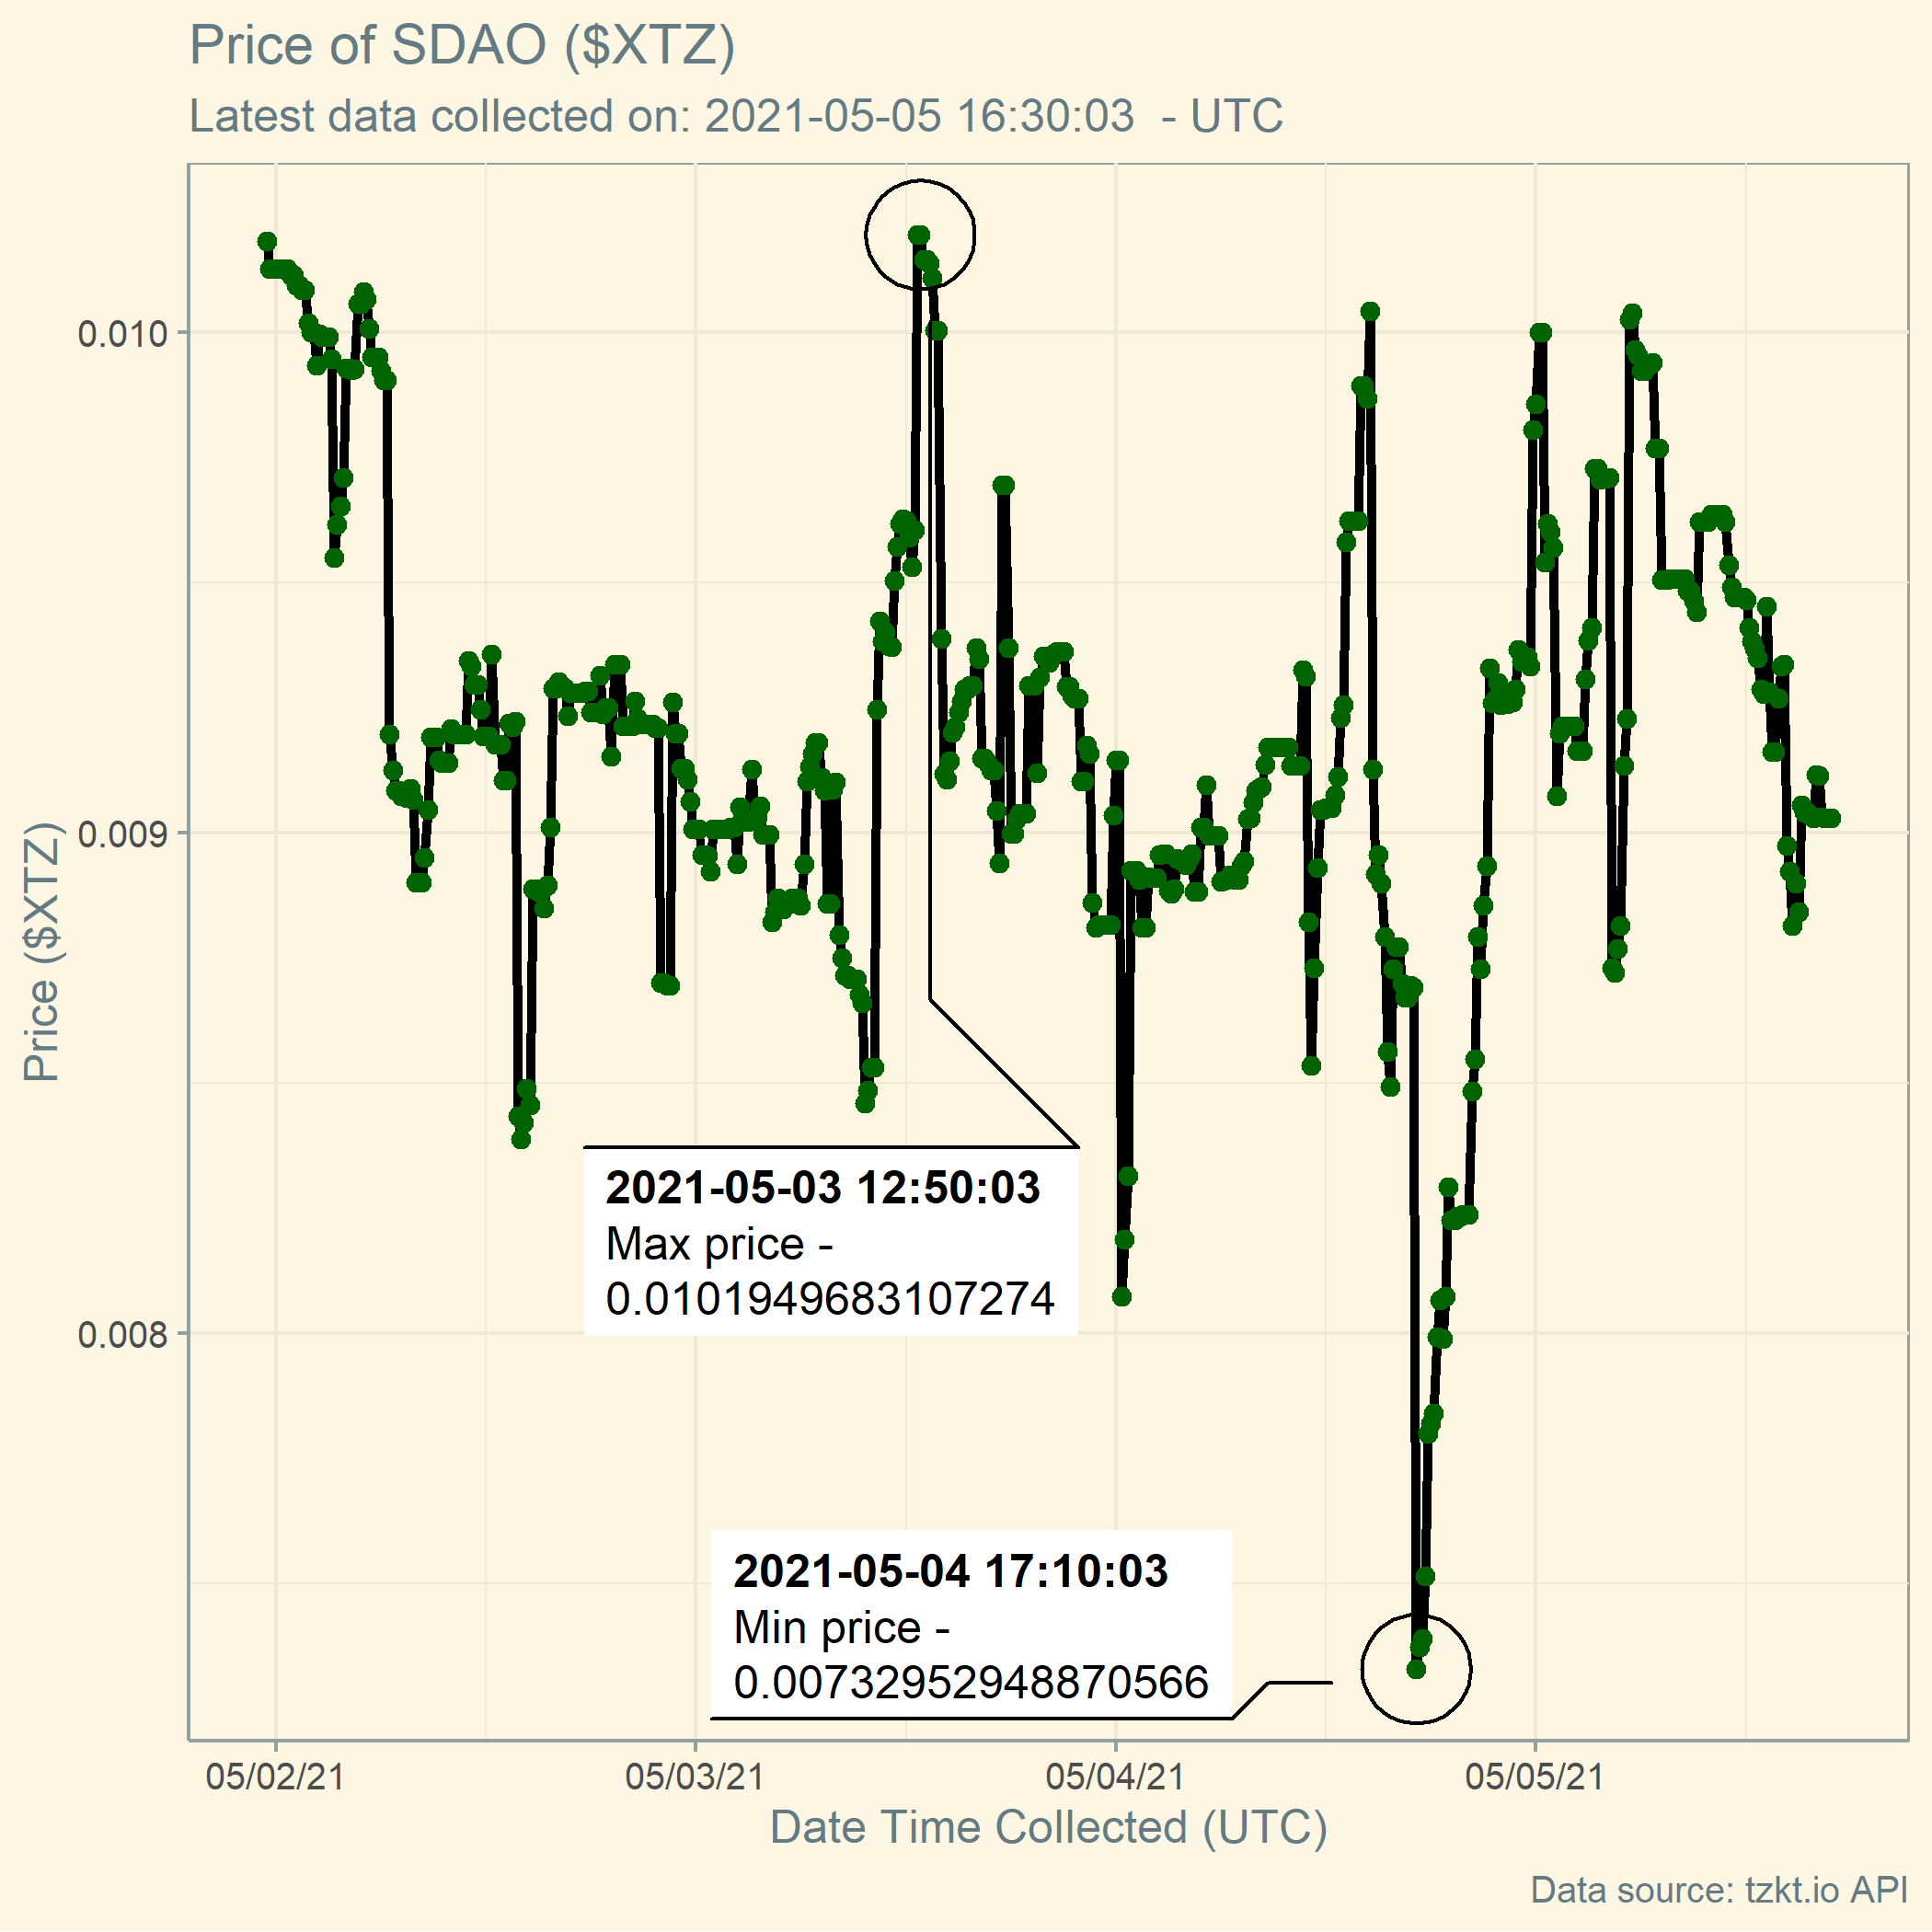 Price of SDAO ($XTZ)
Latest data collected on: 2021-05-05 16:30:03  - UTC
0.010
0.009
0.008
Price ($XTZ)
2021-05-03 12:50:03
Max price -
0.0101949683107274
2021-05-04 17:10:03
Min price -
0.00732952948870566
05/02/21
05/03/21
05/04/21
05/05/21
Date Time Collected (UTC)
Data source: tzkt.io API